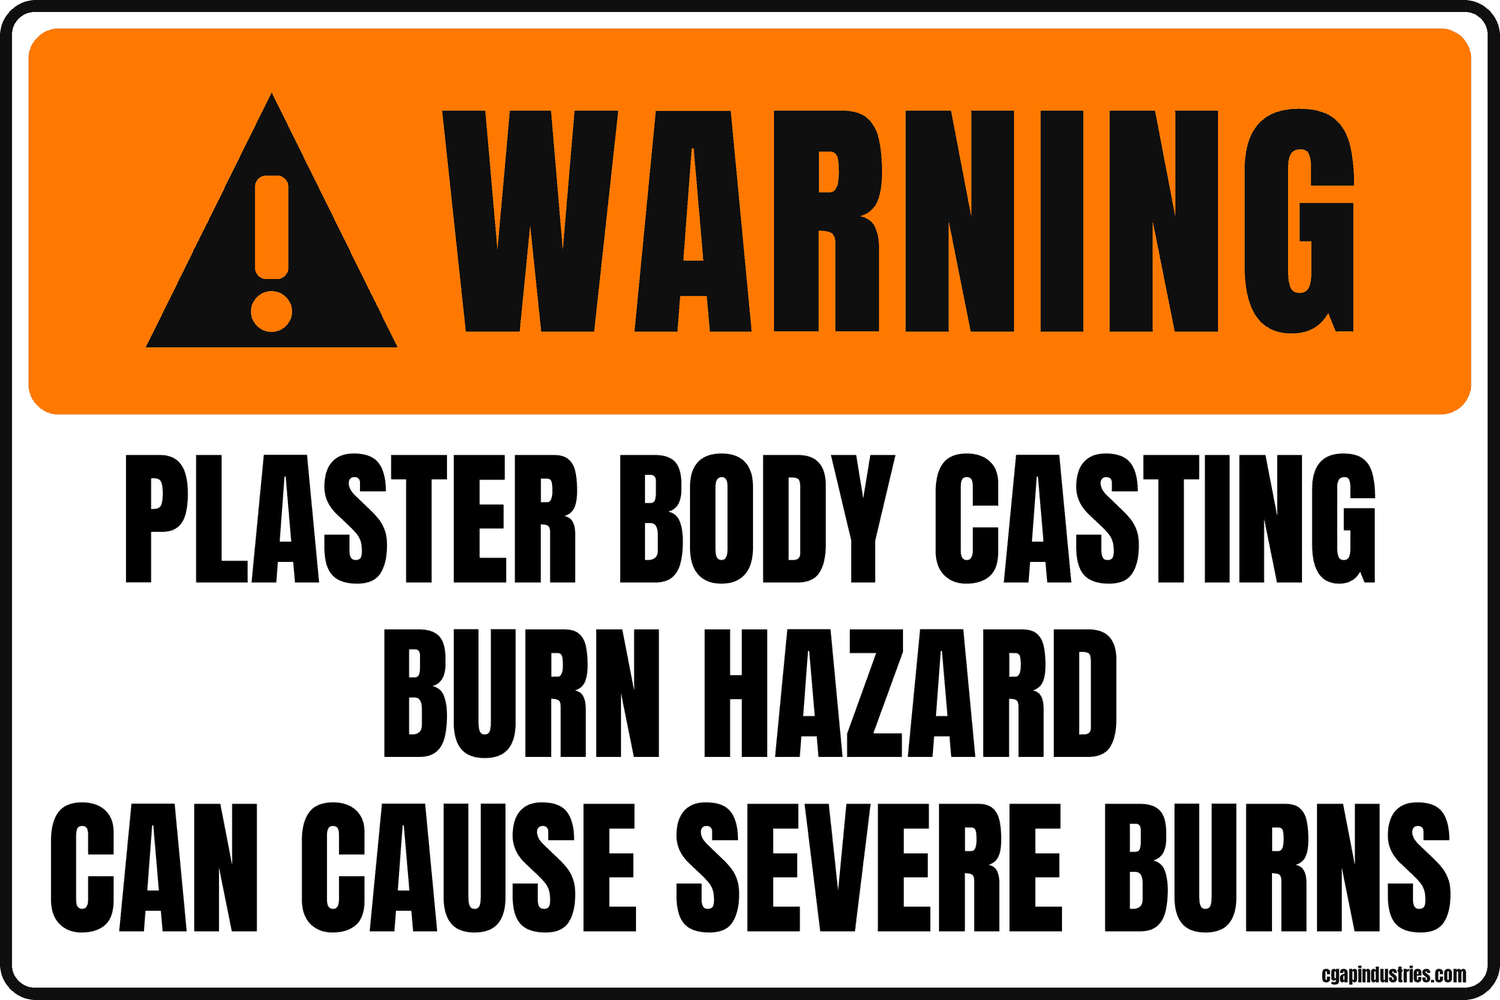 WARNING
PLASTER BODY CASTING
BURN HAZARD
CAN CAUSE SEVERE BURNS
cgapindustries.com